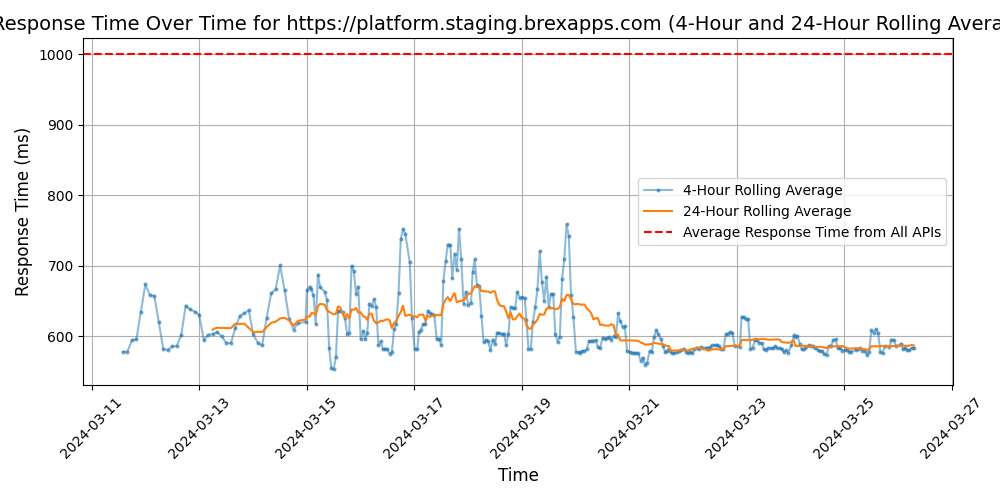 Response Time Over Time for https://platform.staging.brexapps.com (4-Hour and 24-Hour Rolling
1000
900
800
700
600
Response Time (ms)
4-Hour Rolling Average
24-Hour Rolling Average
Average Response Time from All APIs
2024-03-11
2024-03-13
2024-03-15
2024-03-17
2024-03-19
2024-03-21
2024-03-23
2024-03-25
2024-03-27
Time